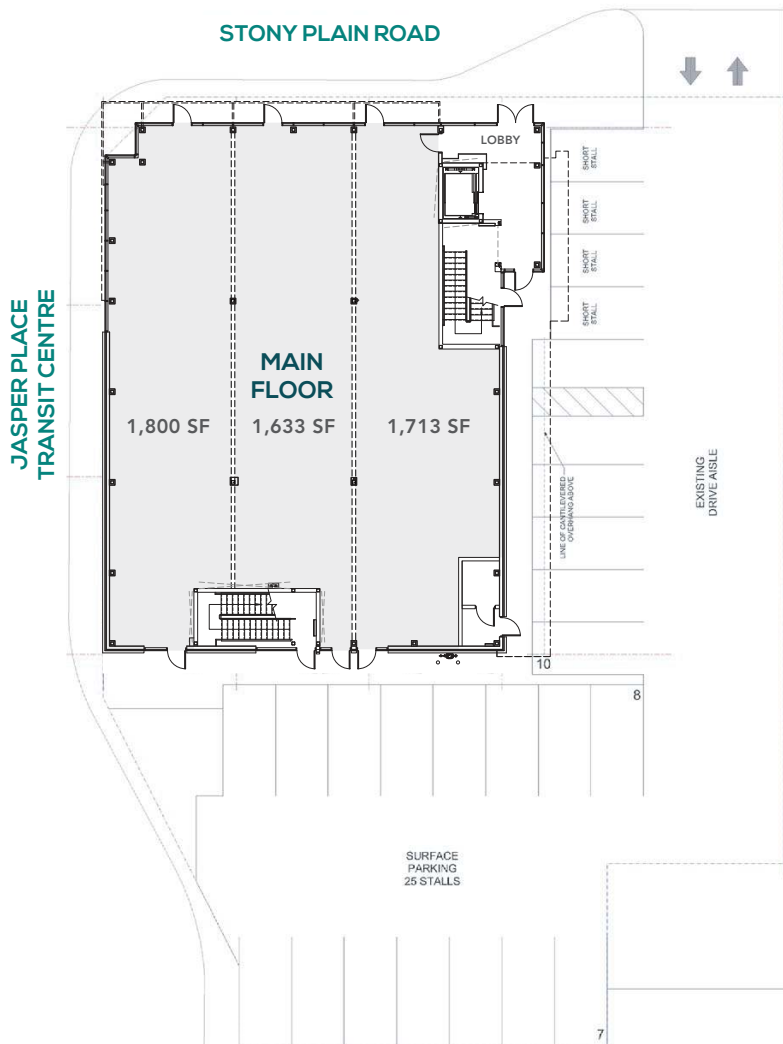 STONY PLAIN ROAD
LOBBY
SHORT
STALL
SHORT
STALL
SHORT
STALL
SHORT
STALL
JASPER PLACE
TRANSIT CENTRE
MAIN
FLOOR
1,800 SF
1,633 SF
1,713 SF
LINE OF CANTILEVERED
OVERHANG ABOVE
EXISTING
DRIVE AISLE
10
8
SURFACE
PARKING
25 STALLS
7